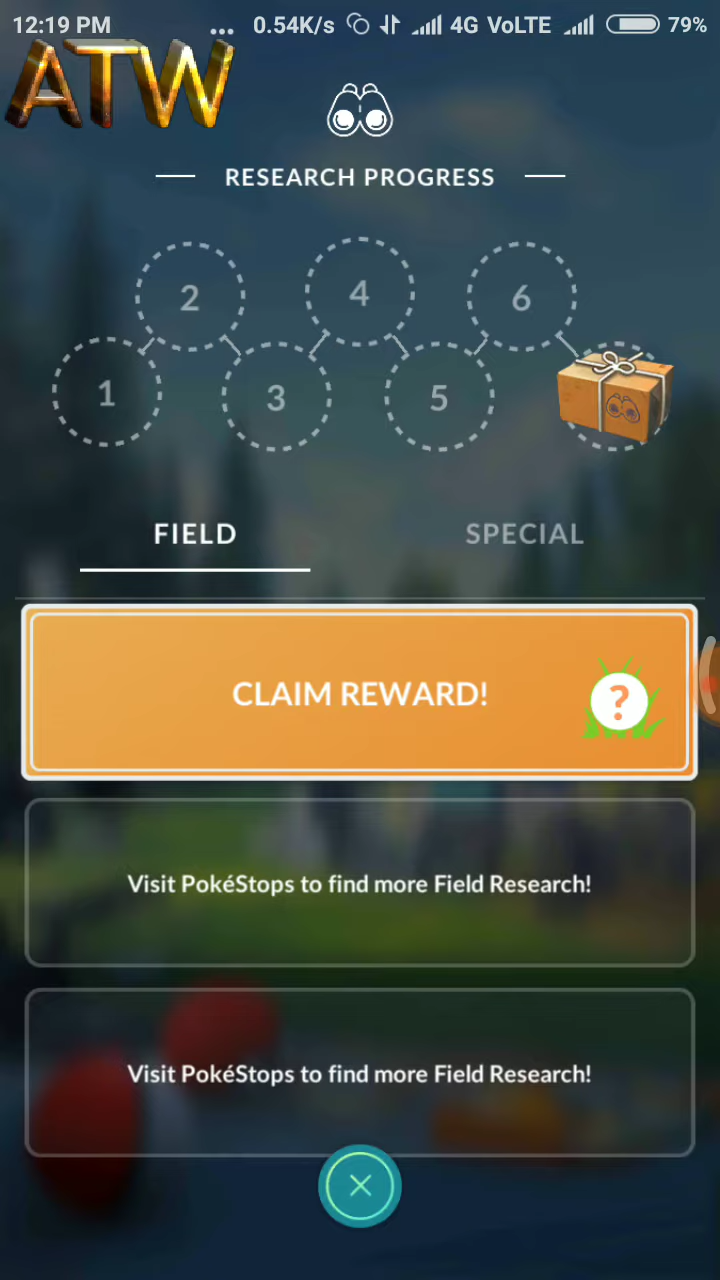 12:19 PM ... 0.54K/s 4G VoLTE 79%
ATW
RESEARCH PROGRESS
2 4 6
1 3 5
FIELD SPECIAL
CLAIM REWARD! ?
Visit PokéStops to find more Field Research!
Visit PokéStops to find more Field Research!